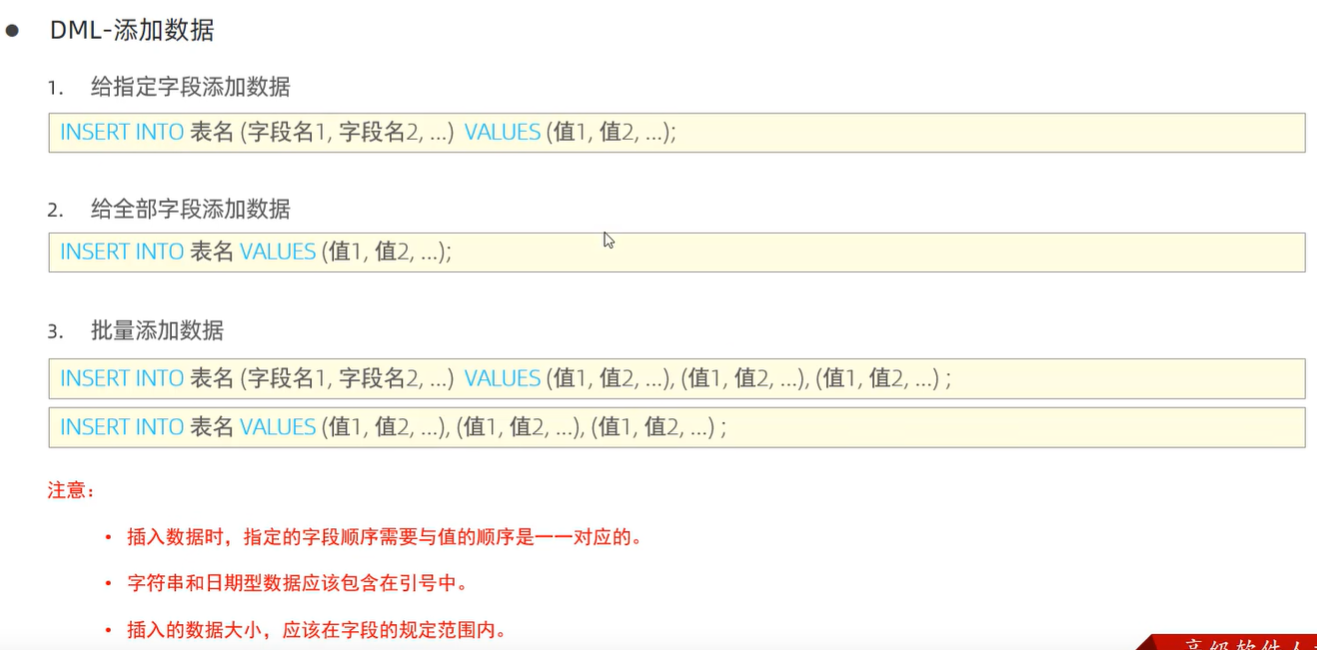 ● DML-添加数据
1. 给指定字段添加数据
INSERT INTO 表名 (字段名1, 字段名2, ...) VALUES (值1, 值2, ...);
2. 给全部字段添加数据
INSERT INTO 表名 VALUES (值1, 值2, ...);
3. 批量添加数据
INSERT INTO 表名 (字段名1, 字段名2, ...) VALUES (值1, 值2, ...), (值1, 值2, ...), (值1, 值2, ...) ;
INSERT INTO 表名 VALUES (值1, 值2, ...), (值1, 值2, ...), (值1, 值2, ...) ;
注意：
• 插入数据时，指定的字段顺序需要与值的顺序是一一对应的。
• 字符串和日期型数据应该包含在引号中。
• 插入的数据大小，应该在字段的规定范围内。
高级软件人